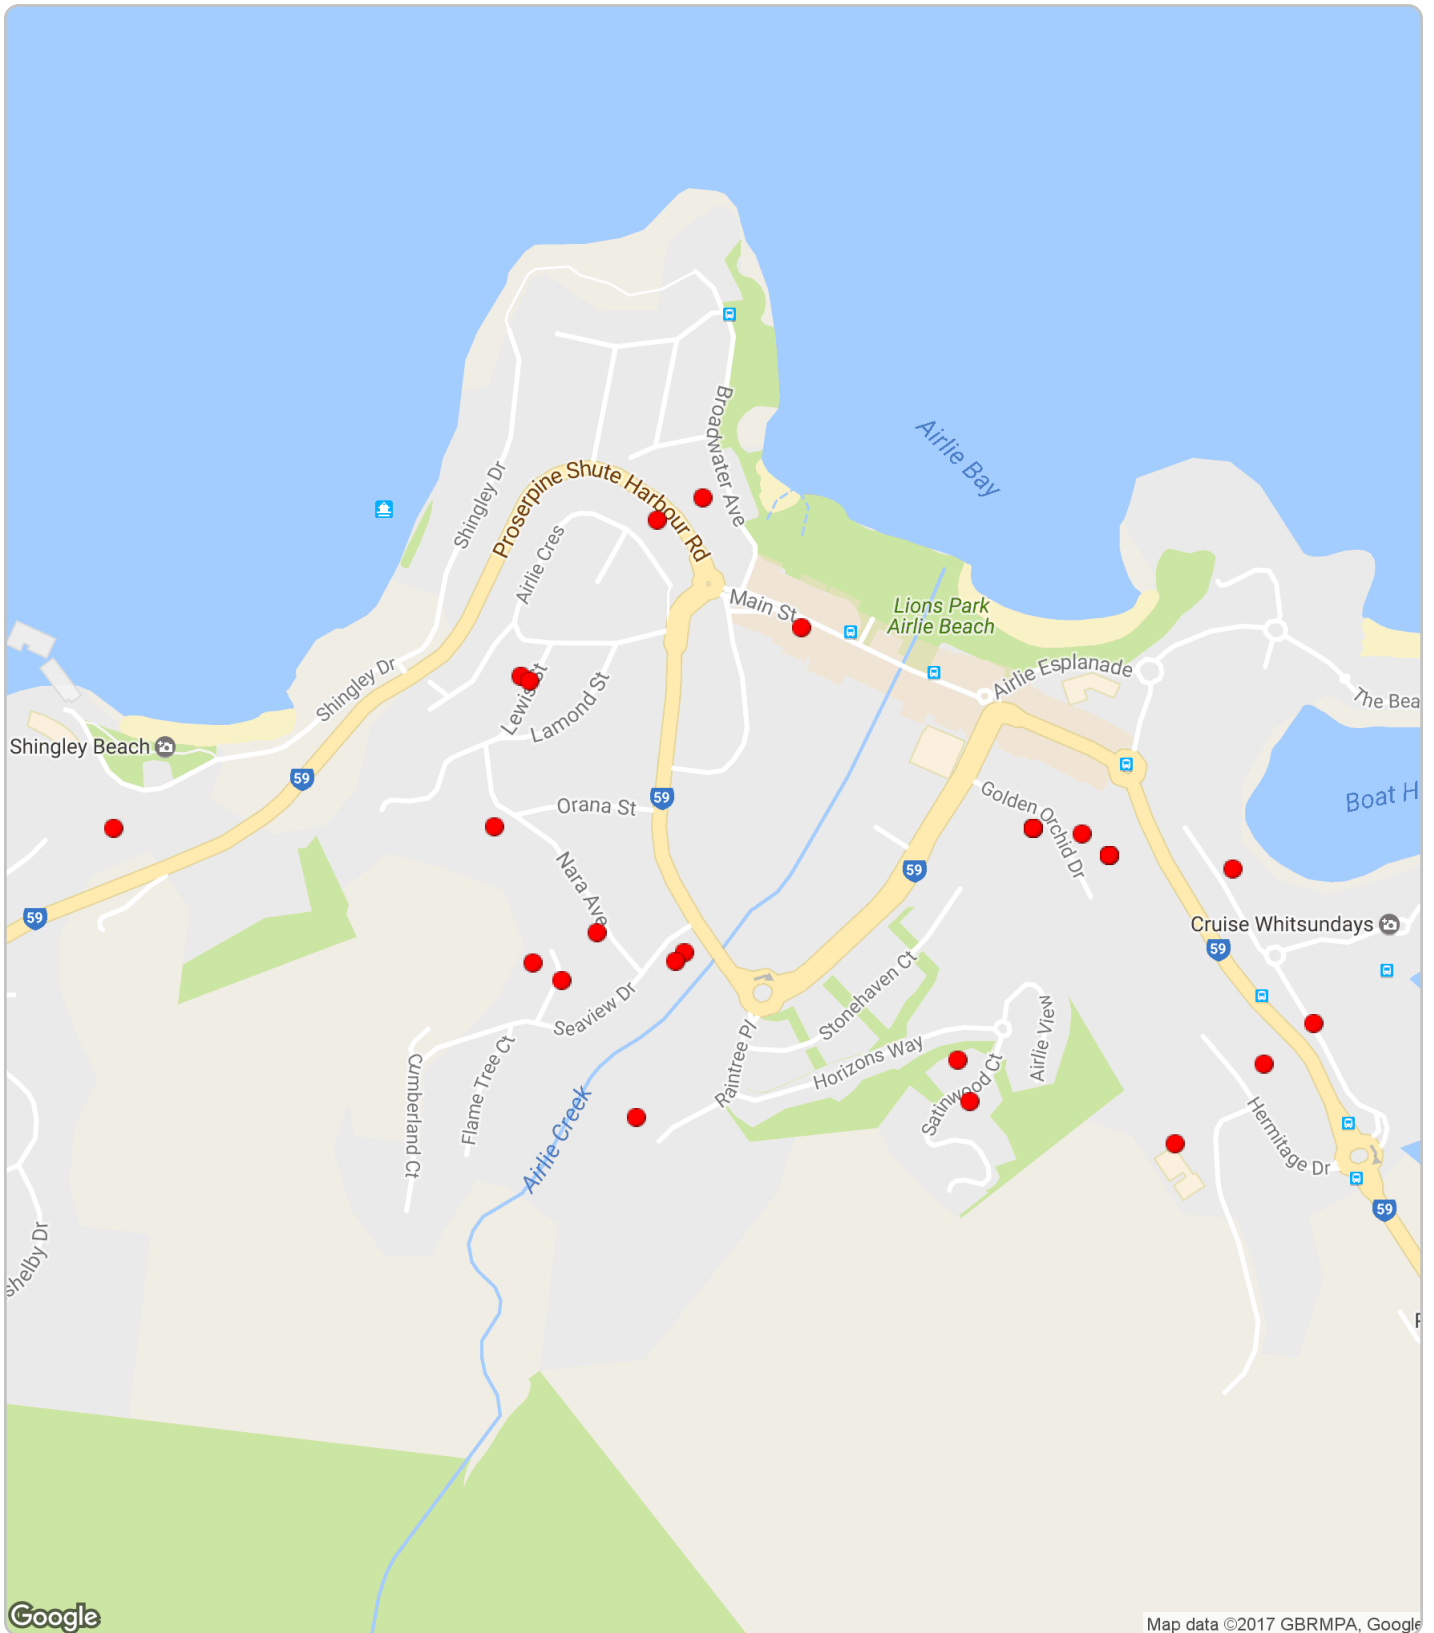 Broadwater Ave
Airlie Bay
Shingley Dr
Proserpine Shute Harbour Rd
Airlie Cres
Main St
Lions Park
Airlie Beach
Airlie Esplanade
Shingley Dr
Lewis St
Lamond St
The Bea
Shingley Beach
59
Orana St
59
Golden Orchid Dr
Boat H
Nara Ave
59
59
Cruise Whitsundays
59
Stonehaven Ct
Seaview Dr
Airlie View
Raintree Pl
Horizons Way
Satinwood Ct
Cumberland Ct
Flame Tree Ct
Airlie Creek
Hermitage Dr
59
shelby Dr
Google
Map data ©2017 GBRMPA, Google